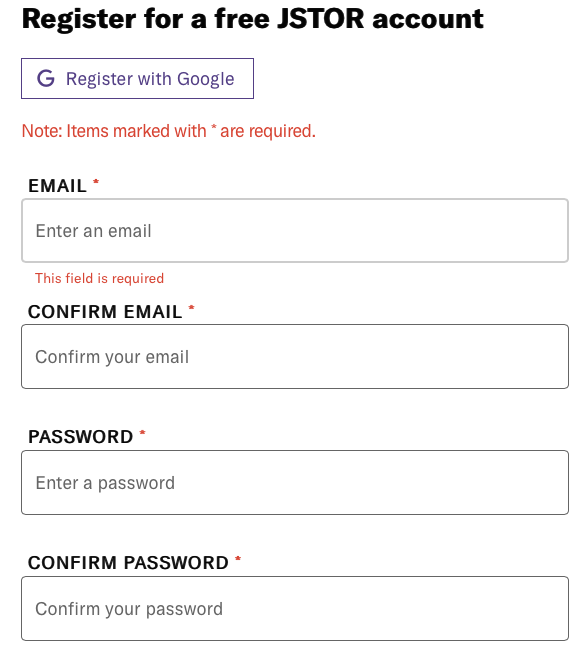 Register for a free JSTOR account
G Register with Google
Note: Items marked with * are required.
EMAIL *
Enter an email
This field is required
CONFIRM EMAIL *
Confirm your email
PASSWORD *
Enter a password
CONFIRM PASSWORD *
Confirm your password